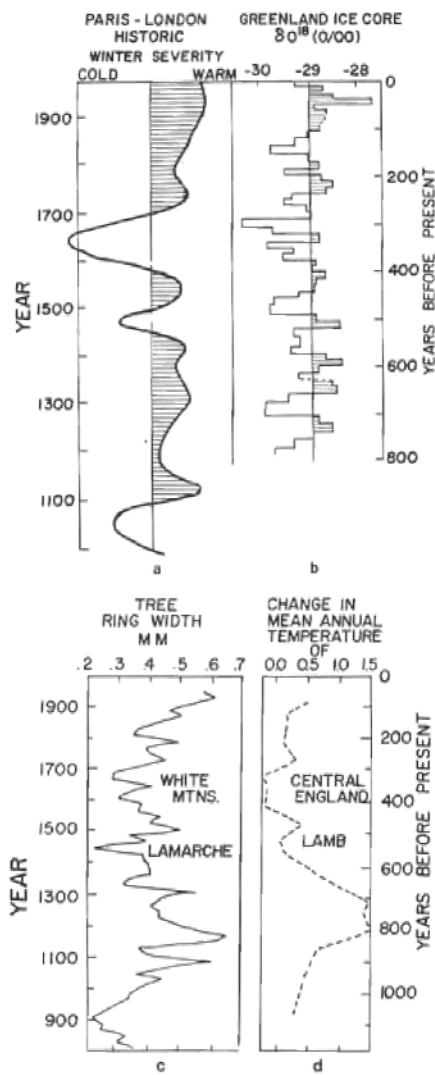 PARIS - LONDON
HISTORIC
WINTER SEVERITY
COLD WARM
YEAR
1900
1700
1500
1300
1100
a
GREENLAND ICE CORE
δO¹⁸ (0/00)
-30 -29 -28
0
200
400
600
800
YEARS BEFORE PRESENT
b
TREE
RING WIDTH
MM
.2 .3 .4 .5 .6 .7
YEAR
1900
1700
1500
1300
1100
900
WHITE
MTNS.
LAMARCHE
c
CHANGE IN
MEAN ANNUAL
TEMPERATURE
OF
0.0 0.5 1.5
0
200
400
600
800
1000
YEARS BEFORE PRESENT
CENTRAL
ENGLAND
LAMB
d